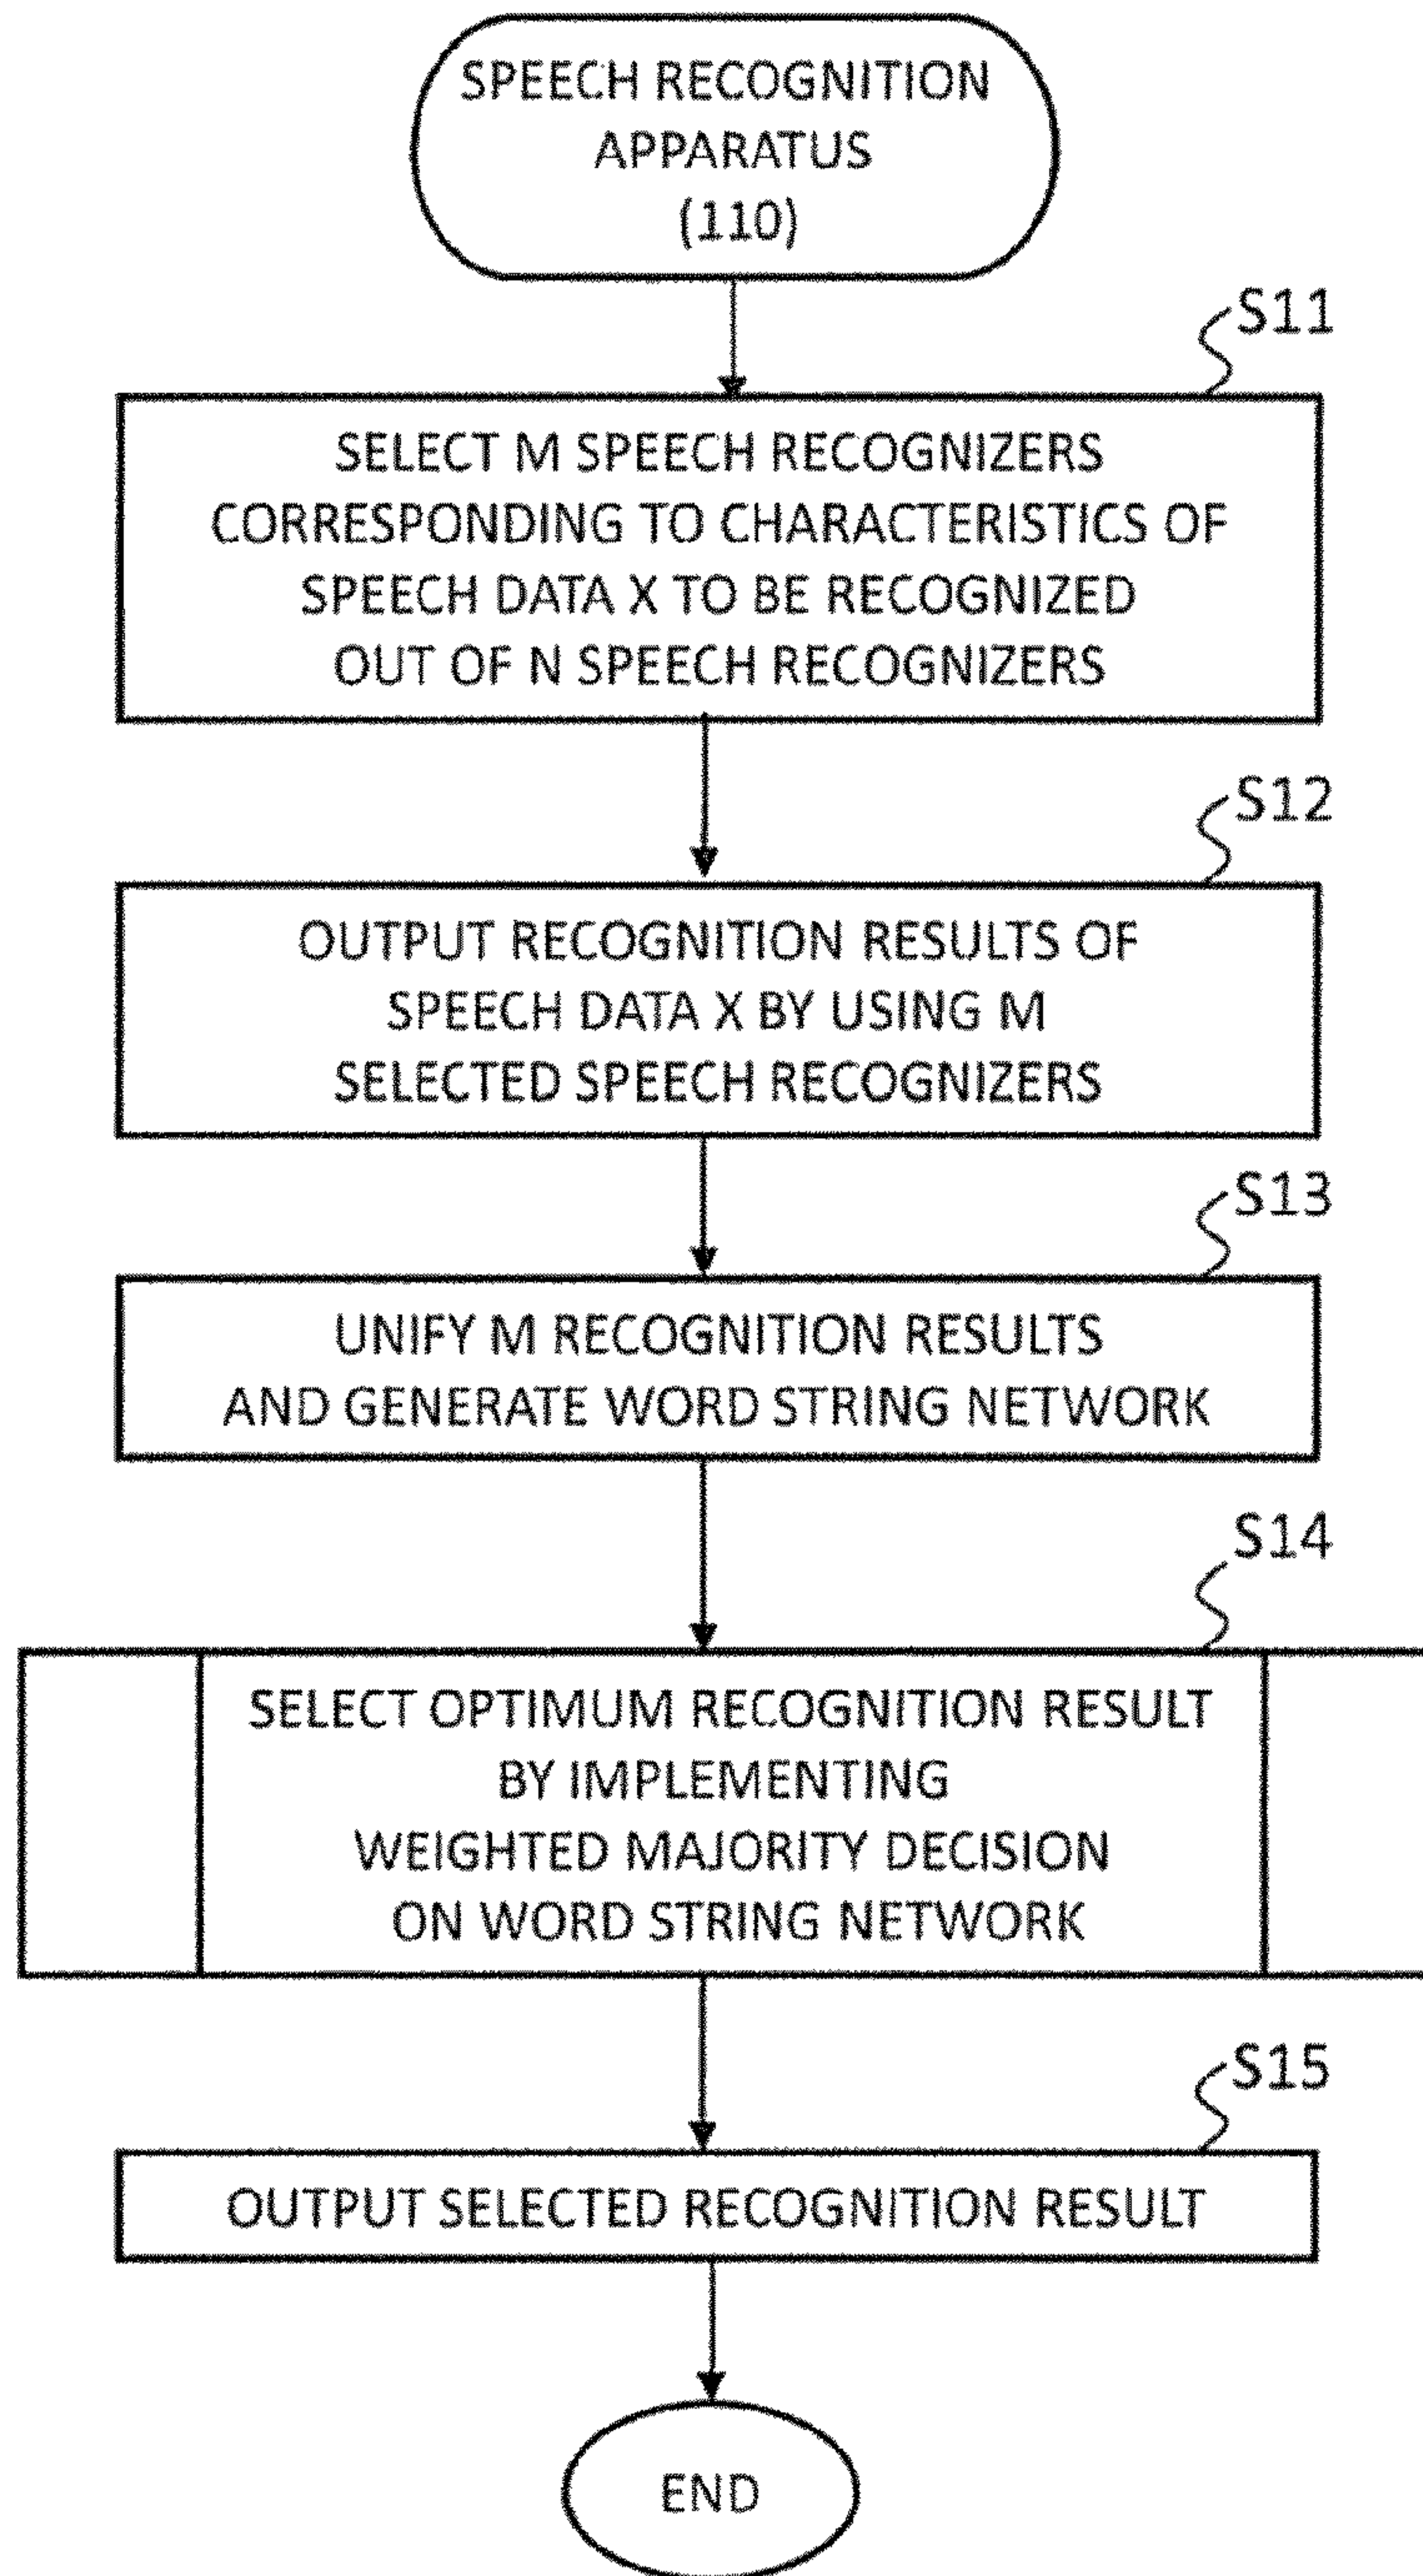 SPEECH RECOGNITION
APPARATUS
(110)
S11
SELECT M SPEECH RECOGNIZERS
CORRESPONDING TO CHARACTERISTICS OF
SPEECH DATA X TO BE RECOGNIZED
OUT OF N SPEECH RECOGNIZERS
S12
OUTPUT RECOGNITION RESULTS OF
SPEECH DATA X BY USING M
SELECTED SPEECH RECOGNIZERS
S13
UNIFY M RECOGNITION RESULTS
AND GENERATE WORD STRING NETWORK
S14
SELECT OPTIMUM RECOGNITION RESULT
BY IMPLEMENTING
WEIGHTED MAJORITY DECISION
ON WORD STRING NETWORK
S15
OUTPUT SELECTED RECOGNITION RESULT
END